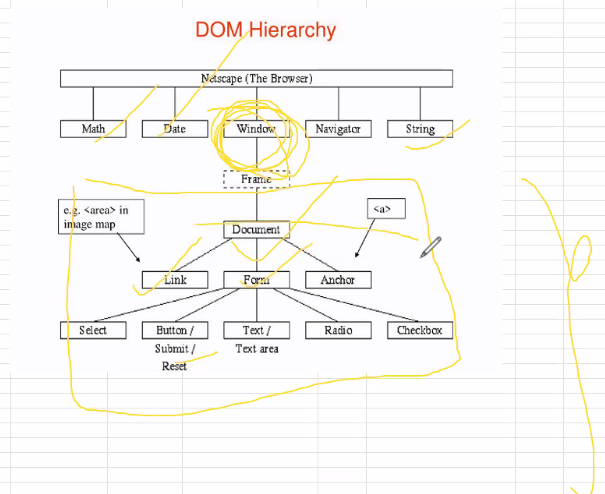 DOM Hierarchy
Netscape (The Browser)
Math
Date
Window
Navigator
String
Frame
e.g. <area> in
image map
<a>
Document
Link
Form
Anchor
Select
Button /
Submit /
Reset
Text /
Text area
Radio
Checkbox